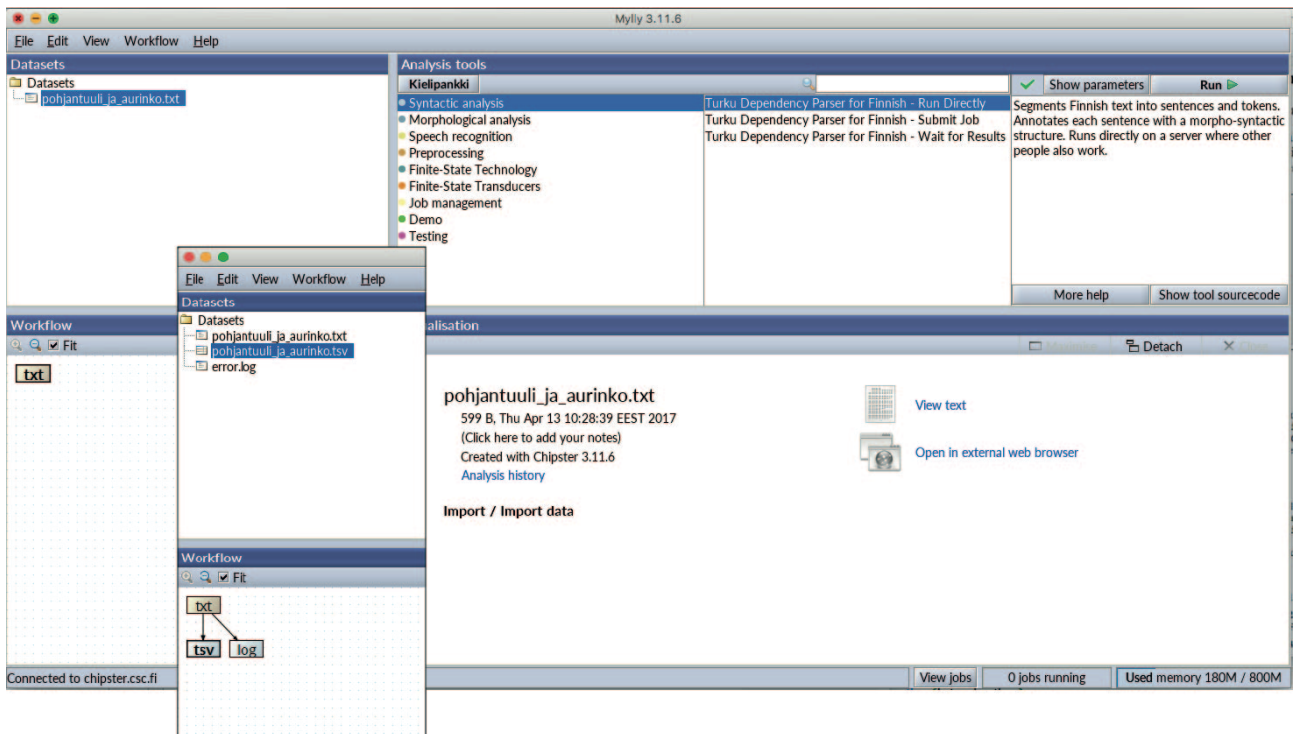 Mylly 3.11.6
File Edit View Workflow Help
Datasets
Datasets
pohjantuuli_ja_aurinko.txt
Analysis tools
Kielipankki
Show parameters
Run
Syntactic analysis
Morphological analysis
Speech recognition
Preprocessing
Finite-State Technology
Finite-State Transducers
Job management
Demo
Testing
Turku Dependency Parser for Finnish - Run Directly
Turku Dependency Parser for Finnish - Submit Job
Turku Dependency Parser for Finnish - Wait for Results
Segments Finnish text into sentences and tokens.
Annotates each sentence with a morpho-syntactic
structure. Runs directly on a server where other
people also work.
More help
Show tool sourcecode
File Edit View Workflow Help
Datasets
Datasets
pohjantuuli_ja_aurinko.txt
pohjantuuli_ja_aurinko.tsv
error.log
Workflow
Fit
txt
tsv
log
Workflow
Fit
txt
alisation
Detach
pohjantuuli_ja_aurinko.txt
599 B, Thu Apr 13 10:28:39 EEST 2017
(Click here to add your notes)
Created with Chipster 3.11.6
Analysis history
Import / Import data
View text
Open in external web browser
Connected to chipster.csc.fi
View jobs
0 jobs running
Used memory 180M / 800M